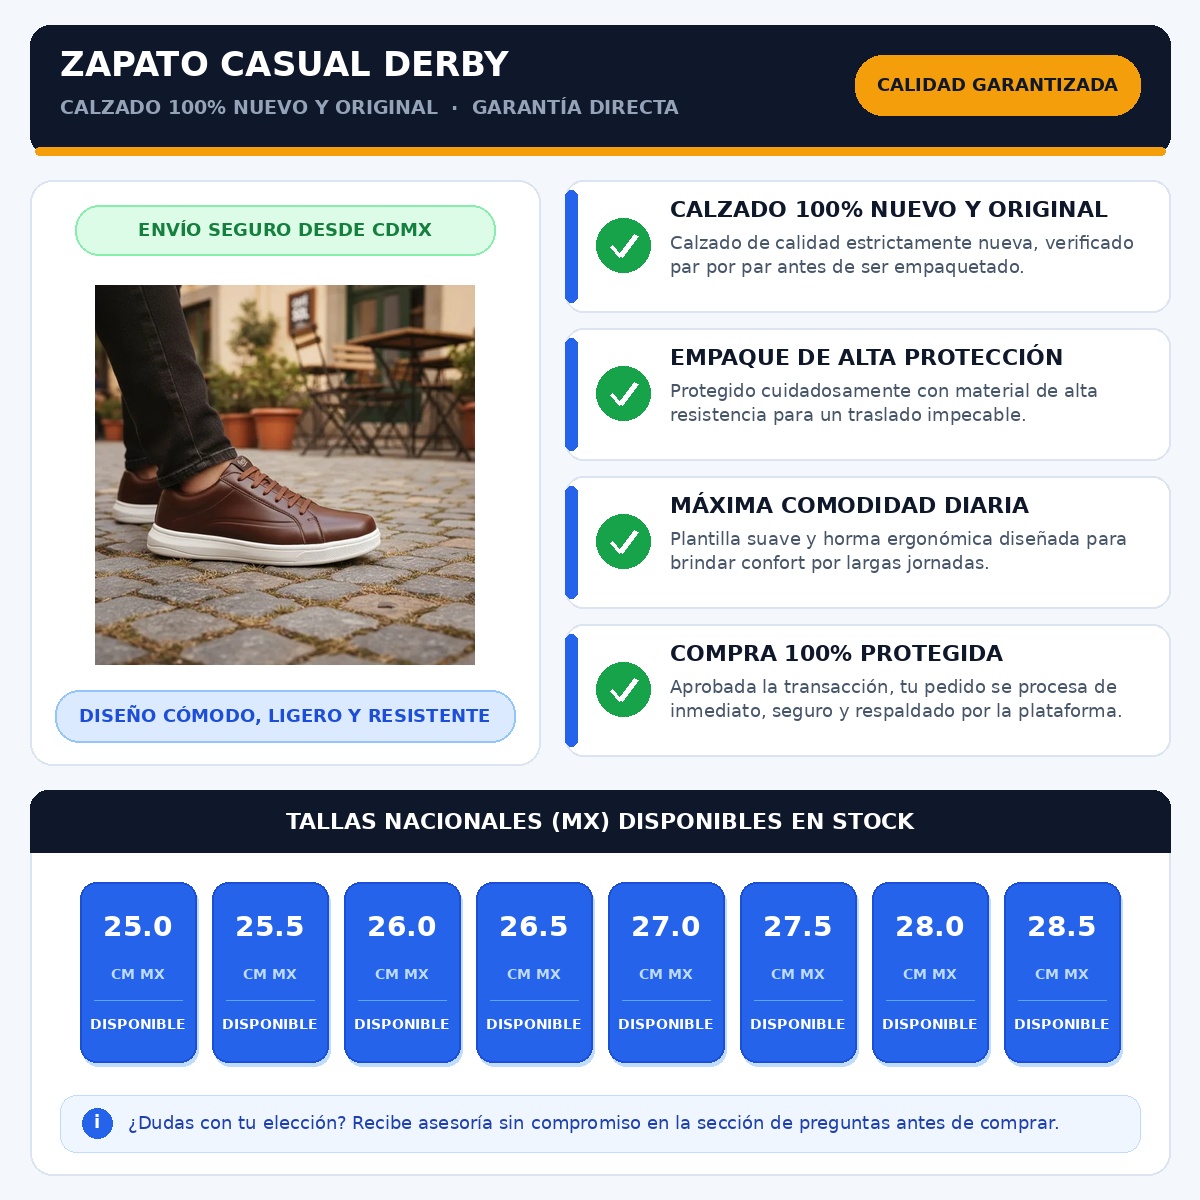 ZAPATO CASUAL DERBY
CALZADO 100% NUEVO Y ORIGINAL · GARANTÍA DIRECTA
CALIDAD GARANTIZADA
ENVÍO SEGURO DESDE CDMX
DISEÑO CÓMODO, LIGERO Y RESISTENTE
CALZADO 100% NUEVO Y ORIGINAL
Calzado de calidad estrictamente nueva, verificado
par por par antes de ser empaquetado.
EMPAQUE DE ALTA PROTECCIÓN
Protegido cuidadosamente con material de alta
resistencia para un traslado impecable.
MÁXIMA COMODIDAD DIARIA
Plantilla suave y horma ergonómica diseñada para
brindar confort por largas jornadas.
COMPRA 100% PROTEGIDA
Aprobada la transacción, tu pedido se procesa de
inmediato, seguro y respaldado por la plataforma.
TALLAS NACIONALES (MX) DISPONIBLES EN STOCK
25.0 25.5 26.0 26.5 27.0 27.5 28.0 28.5
CM MX CM MX CM MX CM MX CM MX CM MX CM MX CM MX
DISPONIBLE DISPONIBLE DISPONIBLE DISPONIBLE DISPONIBLE DISPONIBLE DISPONIBLE DISPONIBLE
i ¿Dudas con tu elección? Recibe asesoría sin compromiso en la sección de preguntas antes de comprar.